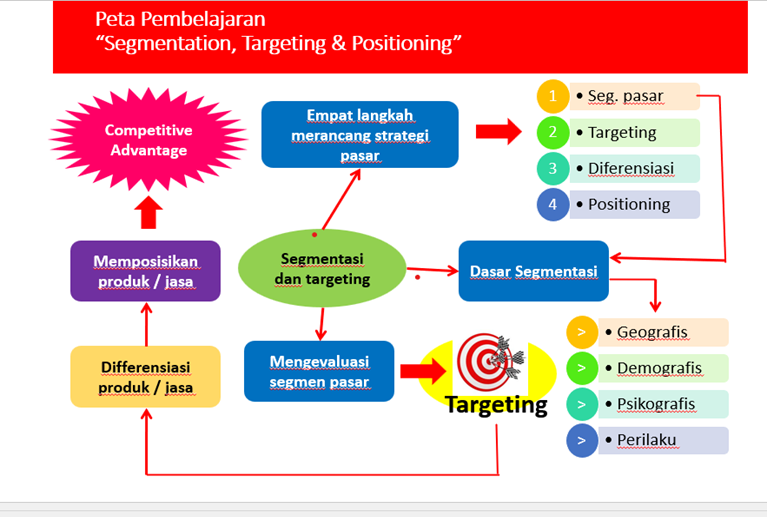 Peta Pembelajaran
“Segmentation, Targeting & Positioning”
Competitive
Advantage
Empat langkah
merancang strategi
pasar
1 • Seg. pasar
2 • Targeting
3 • Diferensiasi
4 • Positioning
Memposisikan
produk / jasa
Segmentasi
dan targeting
Dasar Segmentasi
Differensiasi
produk / jasa
Mengevaluasi
segmen pasar
Targeting
> • Geografis
> • Demografis
> • Psikografis
> • Perilaku